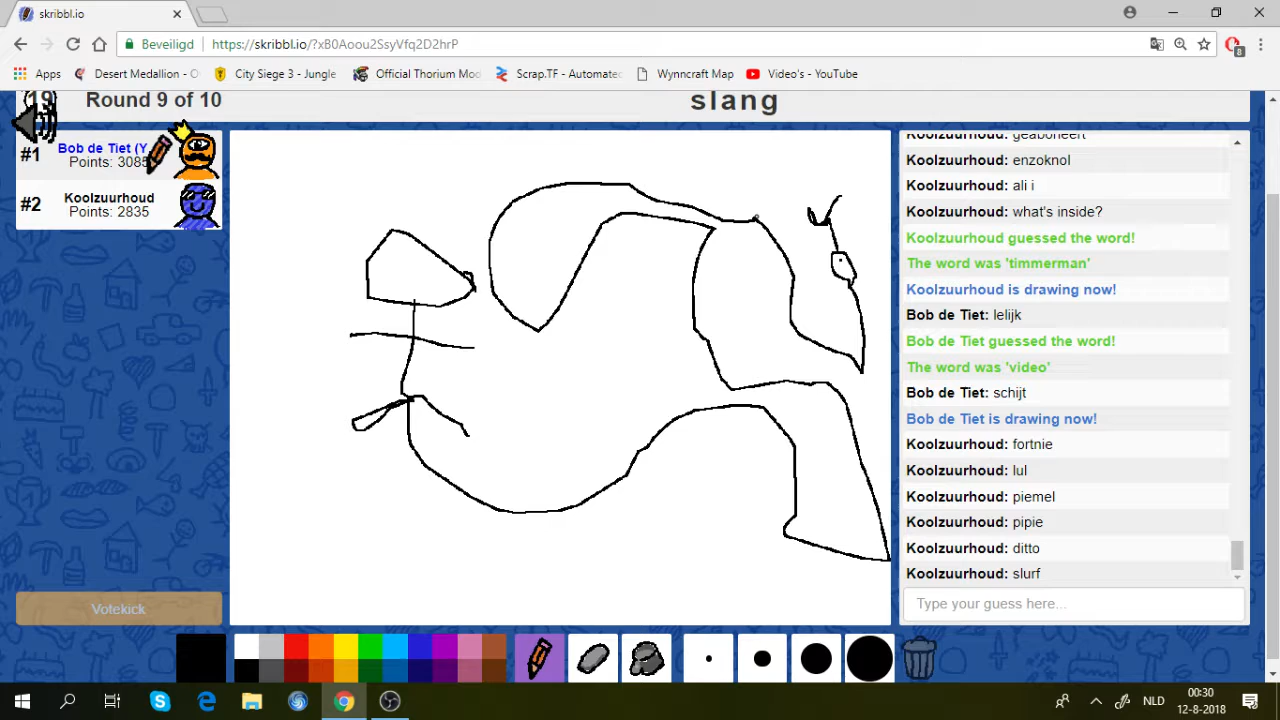 skribbl.io
Beveiligd
https://skribbl.io/?xB0Aoou2SsyVfq2D2hrP
8
Apps
Desert Medallion - O
City Siege 3 - Jungle
Official Thorium Mod
Scrap.TF - Automated
Wynncraft Map
Video's - YouTube
19
Round 9 of 10
slang
#1
Bob de Tiet (Y
Points: 3085
#2
Koolzuurhoud
Points: 2835
Koolzuurhoud: geaboneert
Koolzuurhoud: enzoknol
Koolzuurhoud: ali i
Koolzuurhoud: what's inside?
Koolzuurhoud guessed the word!
The word was 'timmerman'
Koolzuurhoud is drawing now!
Bob de Tiet: lelijk
Bob de Tiet guessed the word!
The word was 'video'
Bob de Tiet: schijt
Bob de Tiet is drawing now!
Koolzuurhoud: fortnie
Koolzuurhoud: lul
Koolzuurhoud: piemel
Koolzuurhoud: pipie
Koolzuurhoud: ditto
Koolzuurhoud: slurf
Type your guess here...
Votekick
NLD
00:30
12-8-2018